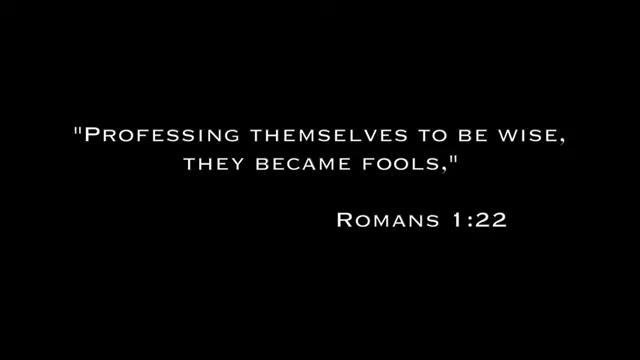 "Professing themselves to be wise,
they became fools,"
Romans 1:22